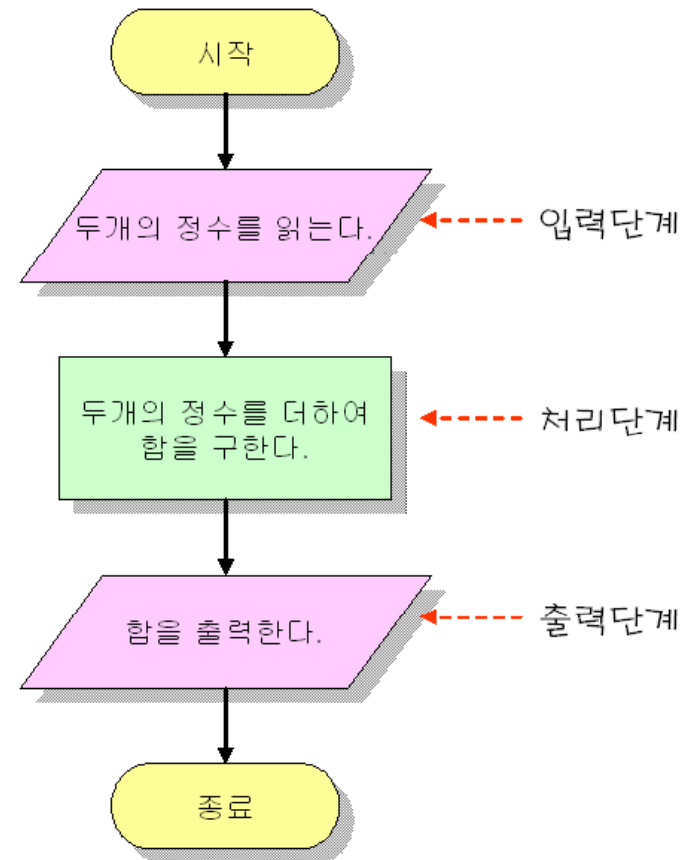 시작
두개의 정수를 읽는다.
입력단계
두개의 정수를 더하여
합을 구한다.
처리단계
합을 출력한다.
출력단계
종료